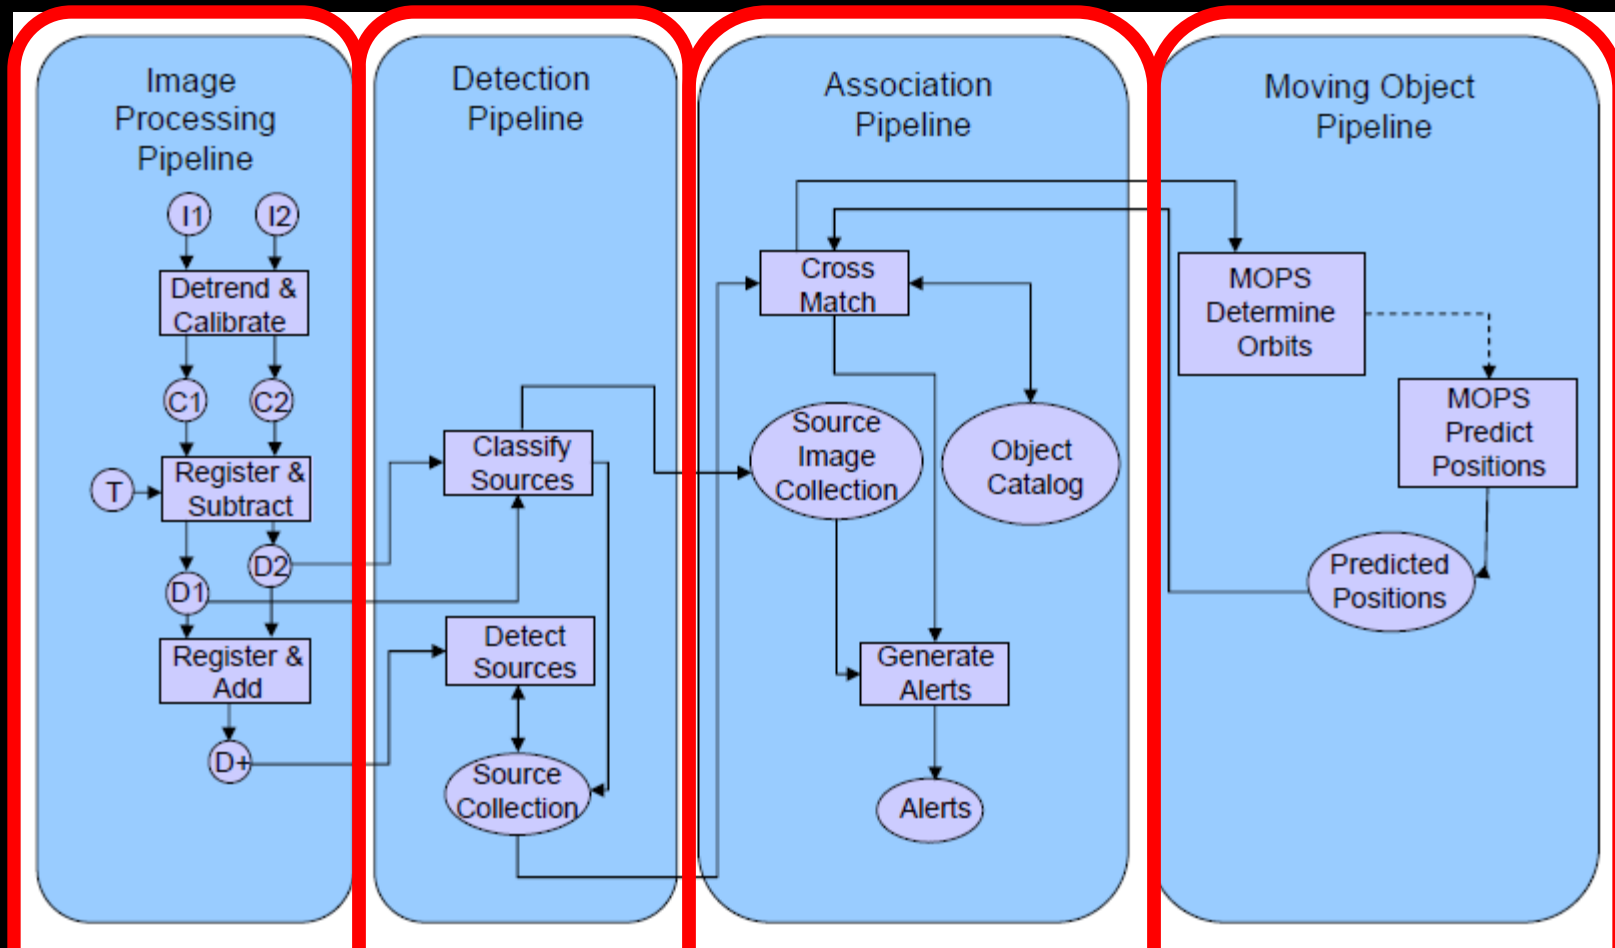 Image
Processing
Pipeline
I1
I2
Detrend &
Calibrate
C1
C2
T
Register &
Subtract
D2
D1
Register &
Add
D+
Detection
Pipeline
Classify
Sources
Detect
Sources
Source
Collection
Association
Pipeline
Cross
Match
Source
Image
Collection
Object
Catalog
Generate
Alerts
Alerts
Moving Object
Pipeline
MOPS
Determine
Orbits
MOPS
Predict
Positions
Predicted
Positions